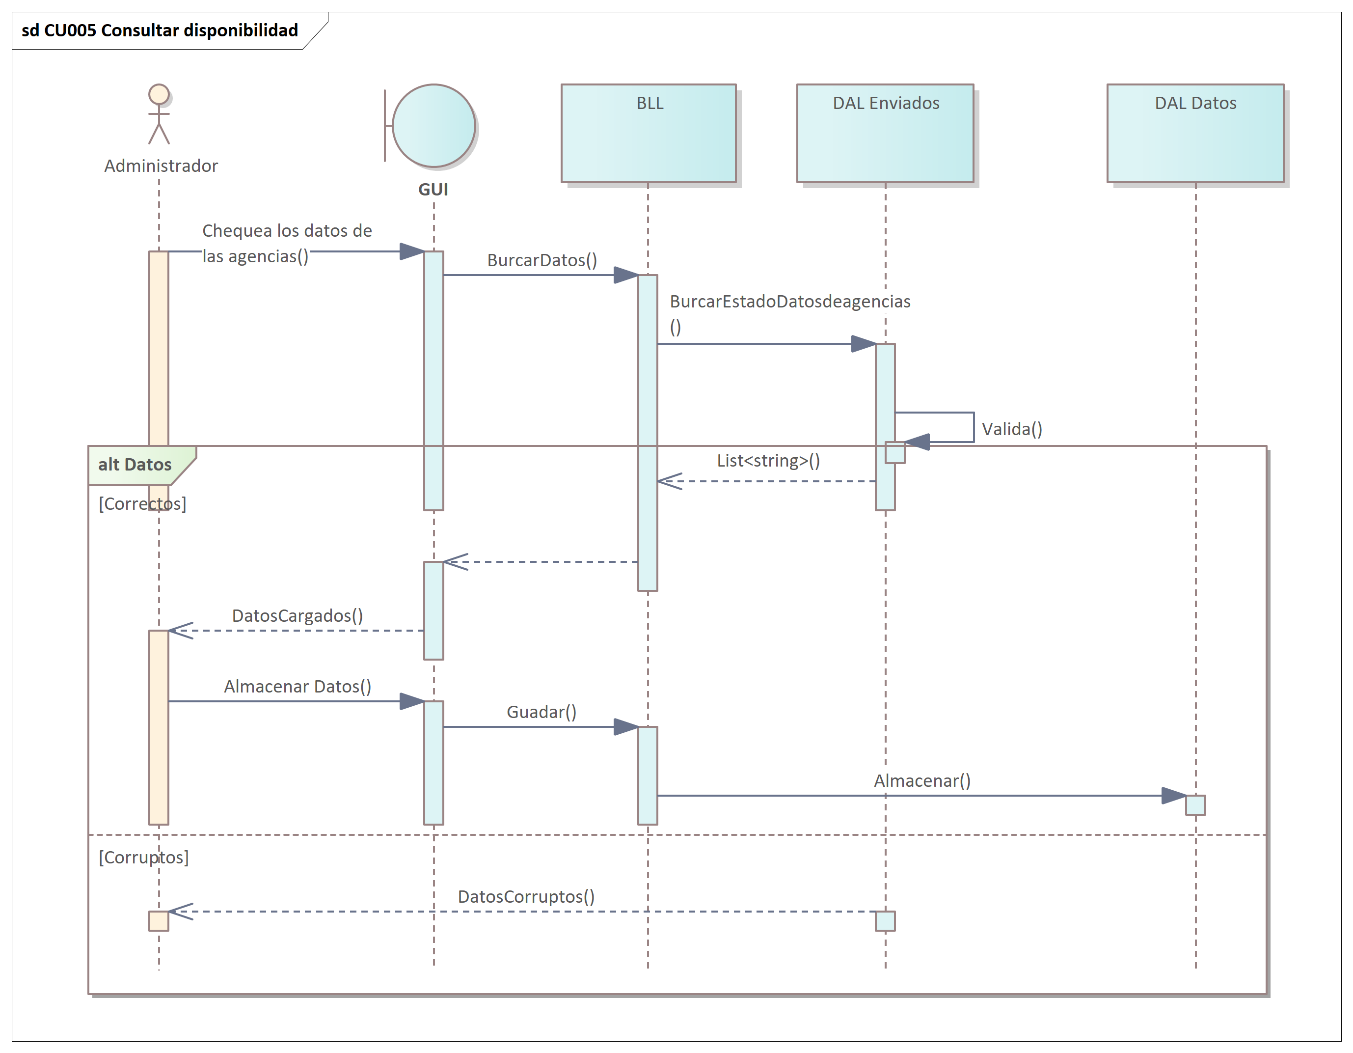 sd CU005 Consultar disponibilidad
Administrador
GUI
BLL
DAL Enviados
DAL Datos
Chequea los datos de
las agencias()
BurcarDatos()
BurcarEstadoDatosdeagencias
()
Valida()
alt Datos
List<string>()
[Correctos]
DatosCargados()
Almacenar Datos()
Guadar()
Almacenar()
[Corruptos]
DatosCorruptos()